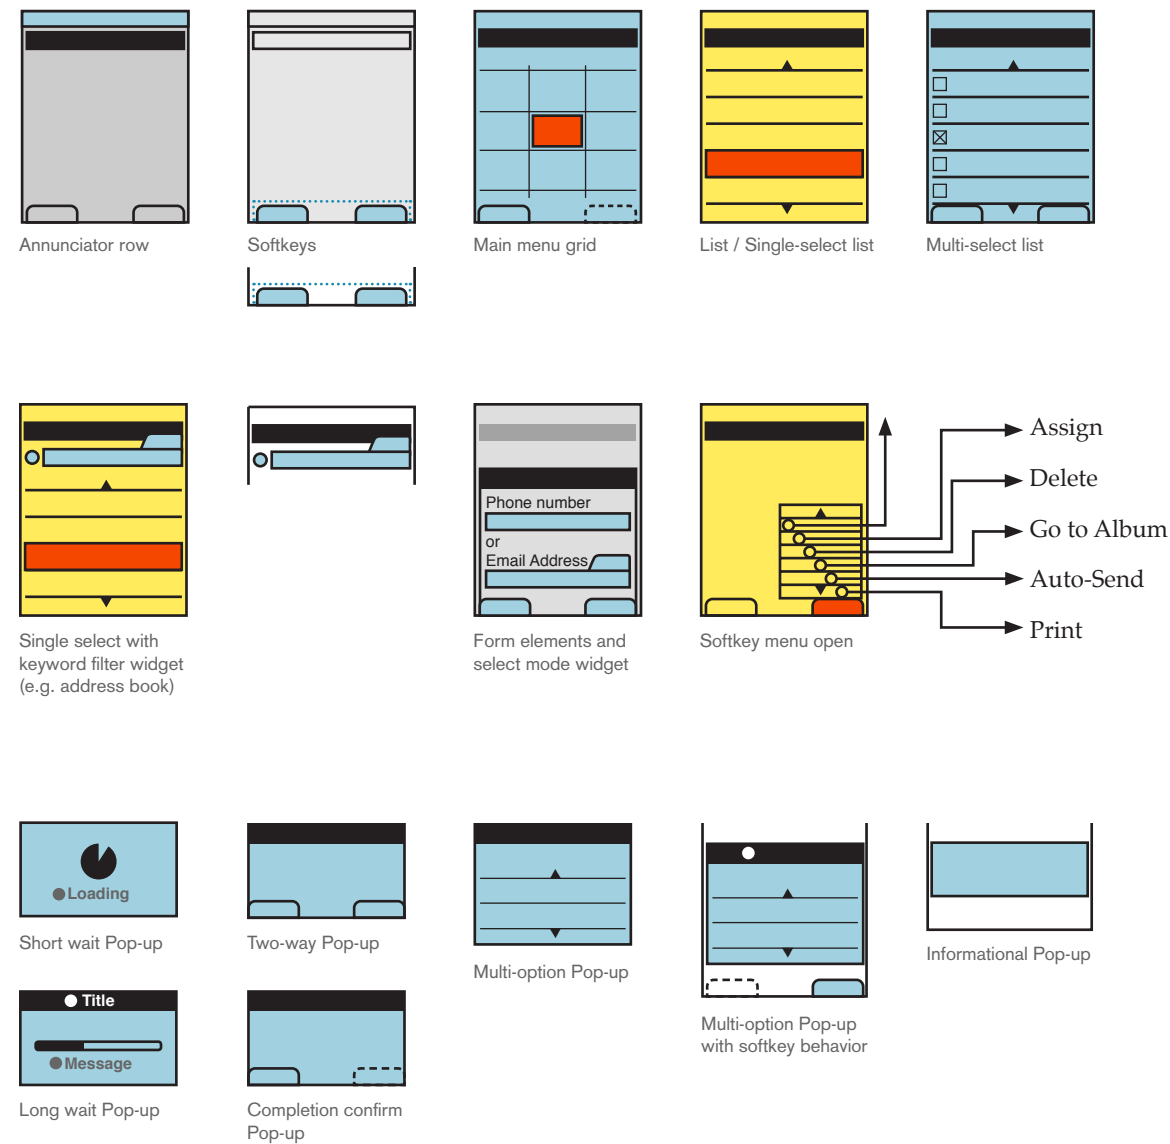 Annunciator row
Softkeys
Main menu grid
List / Single-select list
Multi-select list
Phone number
or
Email Address
Assign
Delete
Go to Album
Auto-Send
Print
Single select with
keyword filter widget
(e.g. address book)
Form elements and
select mode widget
Softkey menu open
Loading
Short wait Pop-up
Two-way Pop-up
Multi-option Pop-up
Multi-option Pop-up
with softkey behavior
Informational Pop-up
Title
Message
Long wait Pop-up
Completion confirm
Pop-up